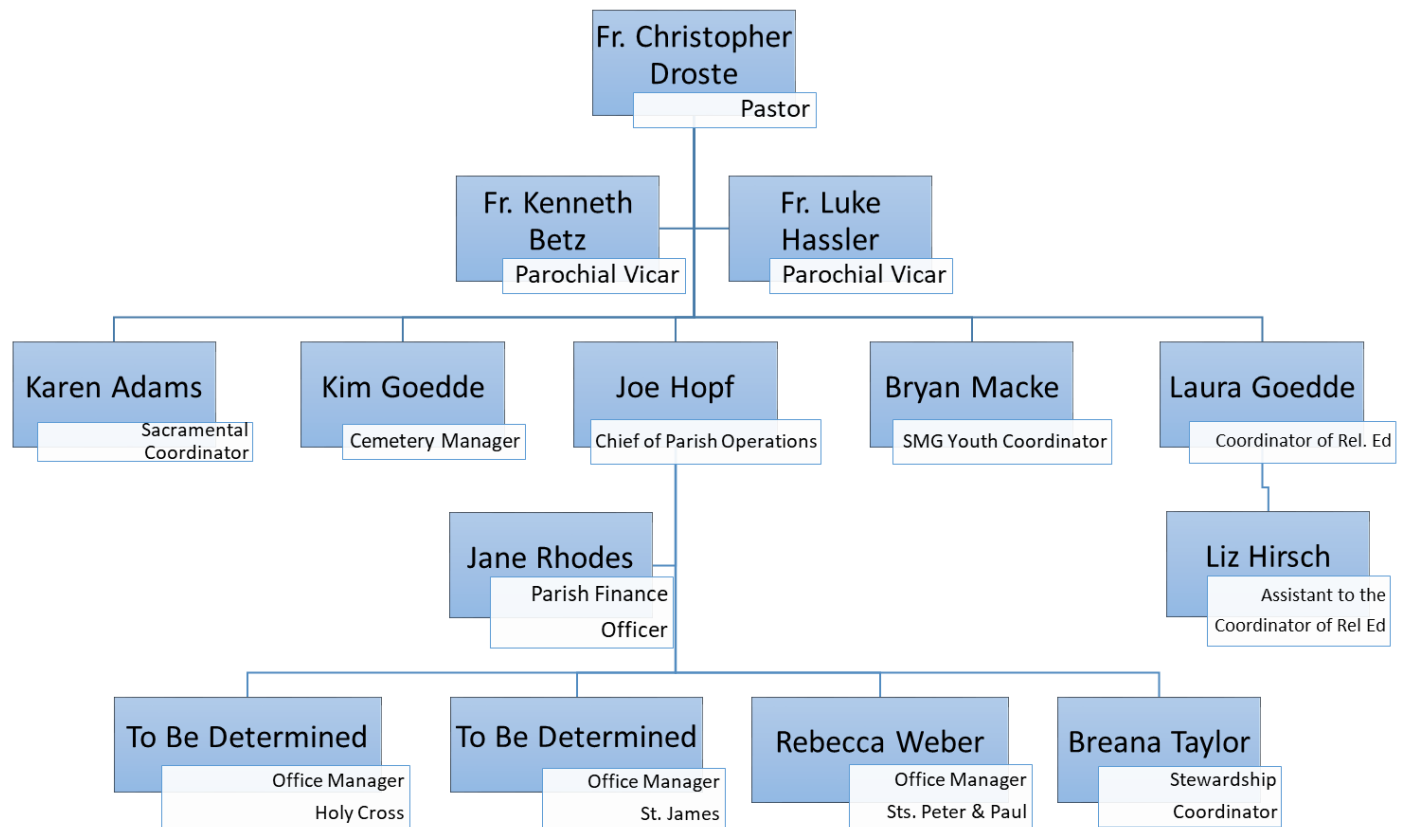 Fr. Christopher
Droste
Pastor
Fr. Kenneth
Betz
Parochial Vicar
Fr. Luke
Hassler
Parochial Vicar
Karen Adams
Sacramental
Coordinator
Kim Goedde
Cemetery Manager
Joe Hopf
Chief of Parish Operations
Bryan Macke
SMG Youth Coordinator
Laura Goedde
Coordinator of Rel. Ed
Jane Rhodes
Parish Finance
Officer
Liz Hirsch
Assistant to the
Coordinator of Rel Ed
To Be Determined
Office Manager
Holy Cross
To Be Determined
Office Manager
St. James
Rebecca Weber
Office Manager
Sts. Peter & Paul
Breana Taylor
Stewardship
Coordinator